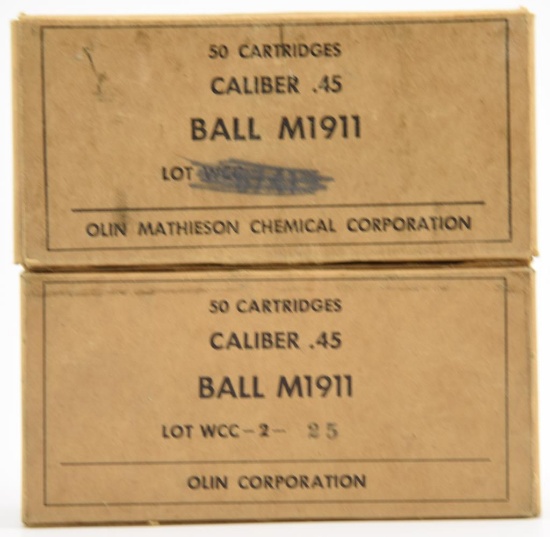 50 CARTRIDGES
CALIBER .45
BALL M1911
LOT WCC
OLIN MATHIESON CHEMICAL CORPORATION
50 CARTRIDGES
CALIBER .45
BALL M1911
LOT WCC-2- 25
OLIN CORPORATION